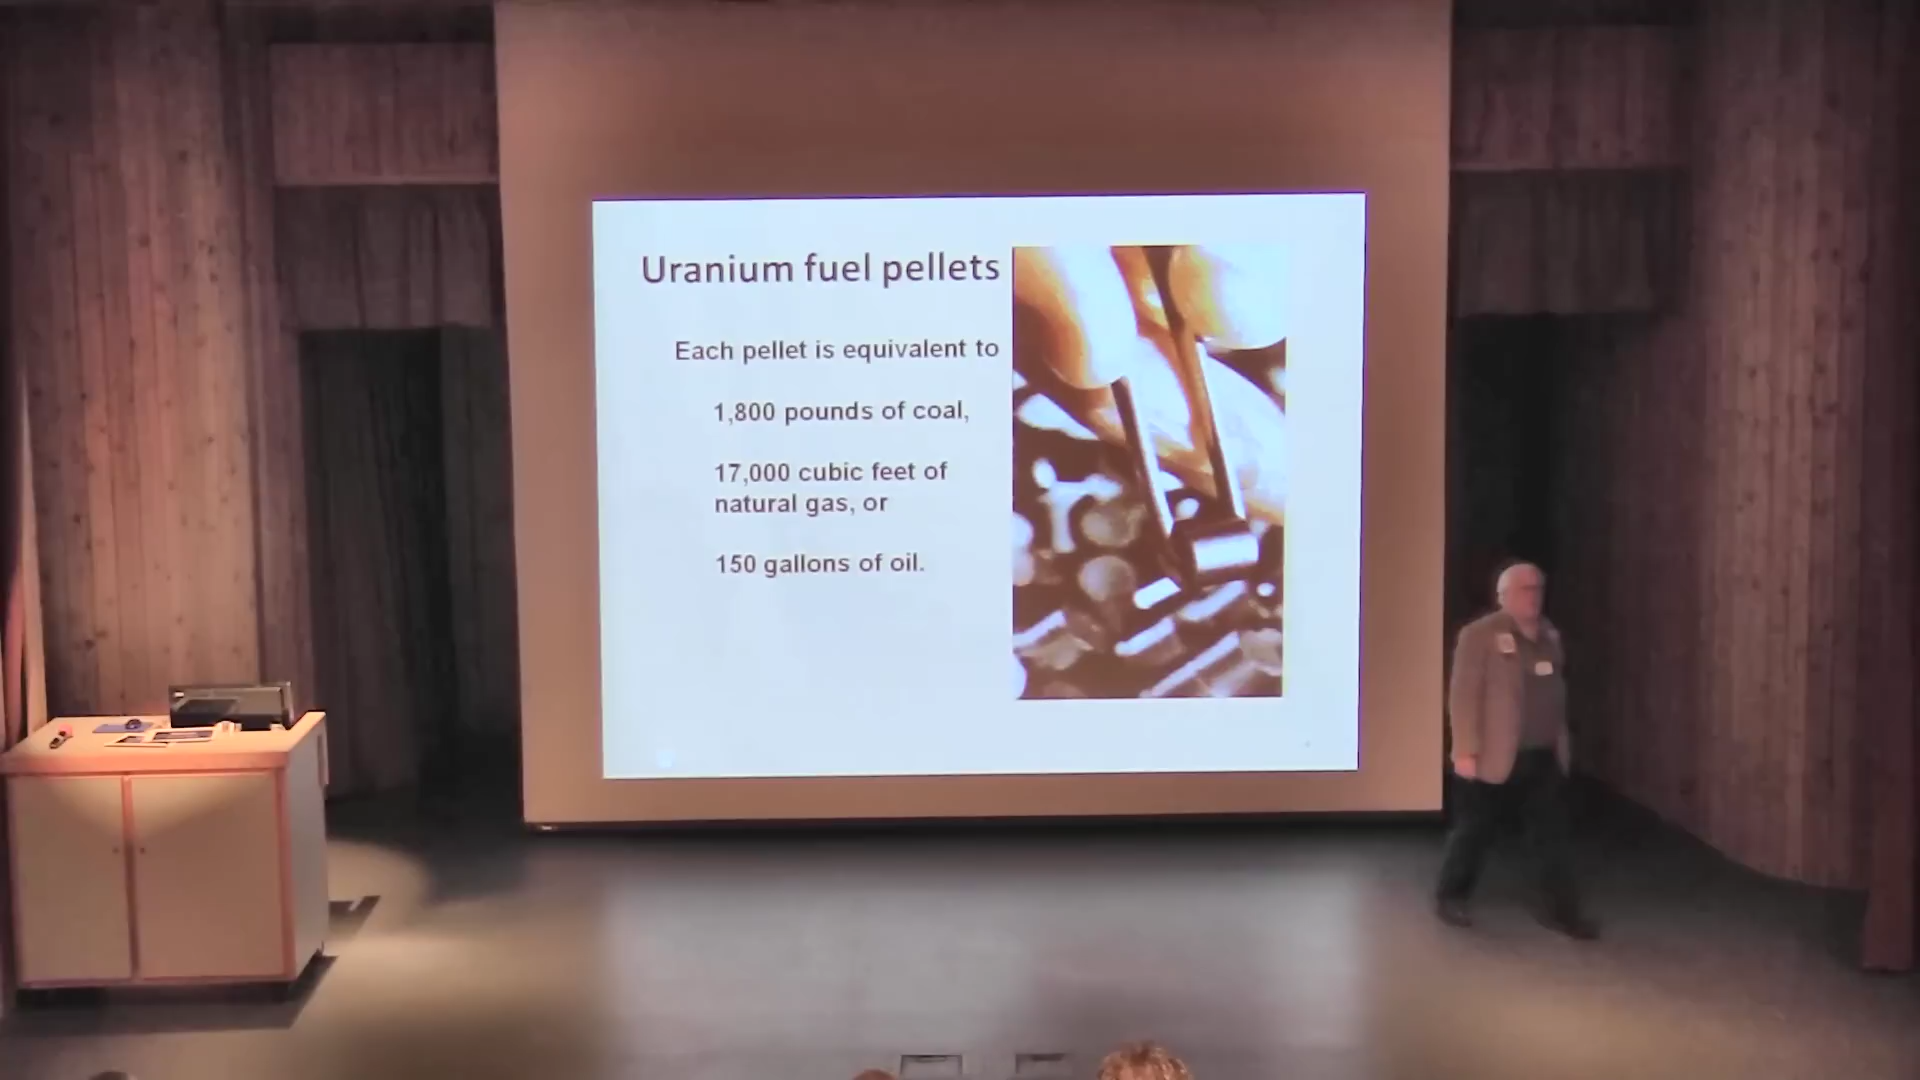 Uranium fuel pellets
Each pellet is equivalent to
1,800 pounds of coal,
17,000 cubic feet of
natural gas, or
150 gallons of oil.